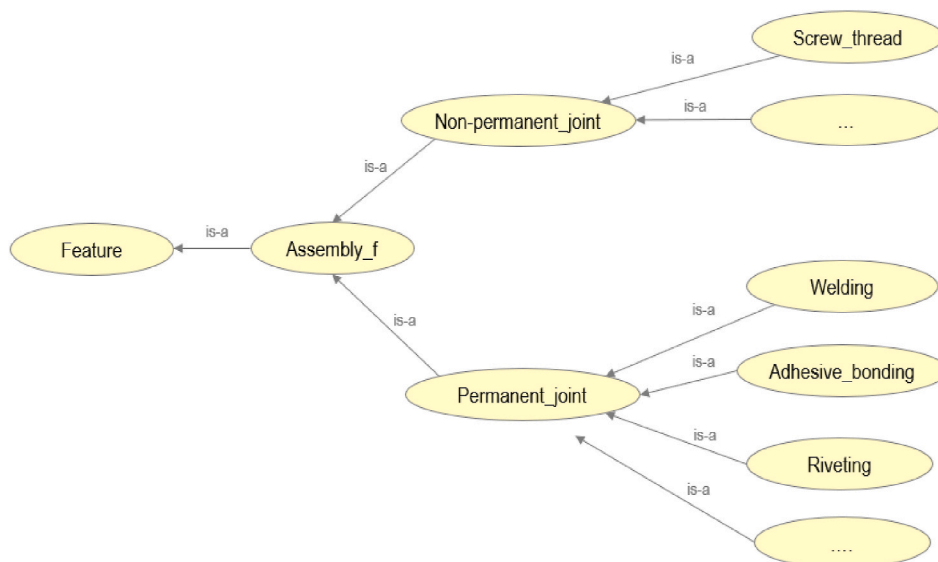 Screw_thread
is-a
Non-permanent_joint
is-a
...
is-a
Feature
is-a
Assembly_f
is-a
Permanent_joint
is-a
Welding
is-a
Adhesive_bonding
is-a
Riveting
is-a
....